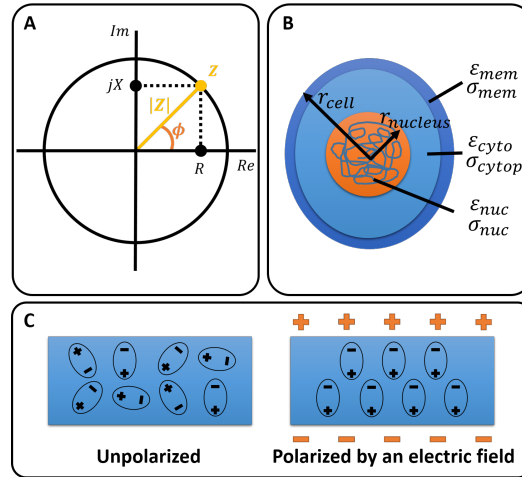 A
Im
jX
Z
|Z|
ϕ
R
Re
B
r_cell
r_nucleus
ε_mem
σ_mem
ε_cyto
σ_cytop
ε_nuc
σ_nuc
C
+ + + + +
− − − − −
Unpolarized
Polarized by an electric field